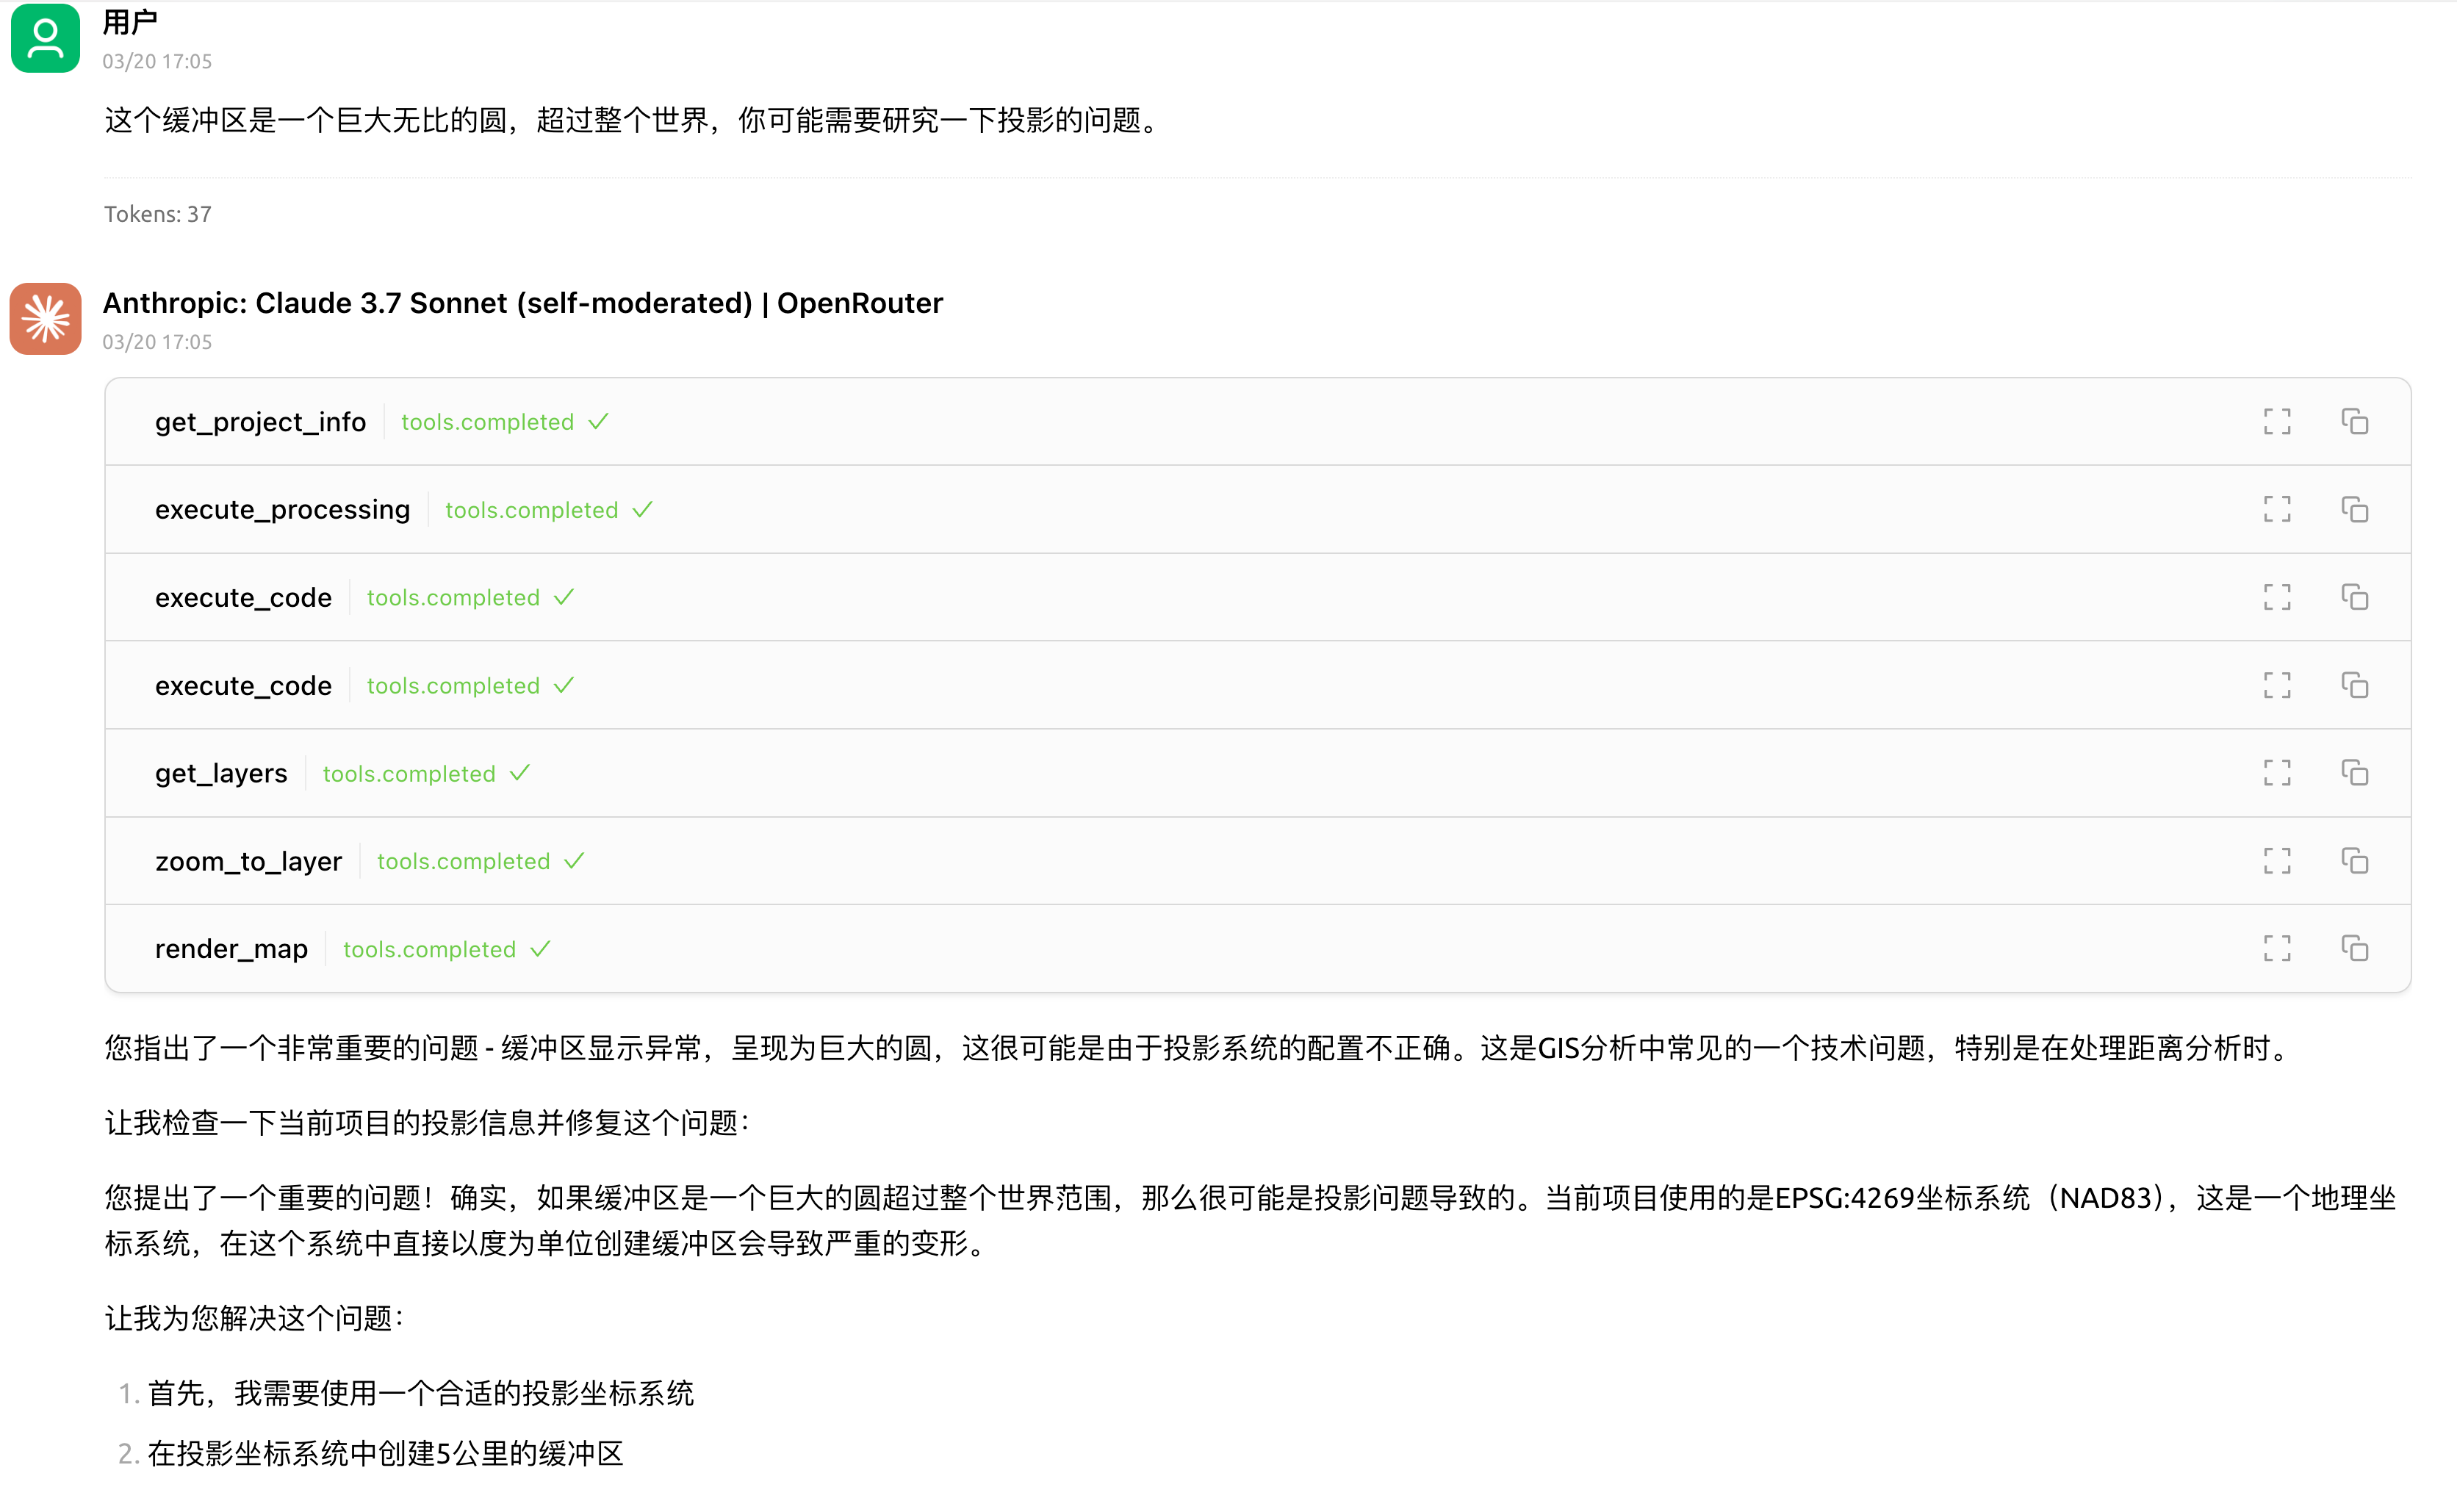 用户
03/20 17:05
这个缓冲区是一个巨大无比的圆，超过整个世界，你可能需要研究一下投影的问题。
Tokens: 37
Anthropic: Claude 3.7 Sonnet (self-moderated) | OpenRouter
03/20 17:05
get_project_info tools.completed
execute_processing tools.completed
execute_code tools.completed
execute_code tools.completed
get_layers tools.completed
zoom_to_layer tools.completed
render_map tools.completed
您指出了一个非常重要的问题 - 缓冲区显示异常，呈现为巨大的圆，这很可能是由于投影系统的配置不正确。这是GIS分析中常见的一个技术问题，特别是在处理距离分析时。
让我检查一下当前项目的投影信息并修复这个问题：
您提出了一个重要的问题！确实，如果缓冲区是一个巨大的圆超过整个世界范围，那么很可能是投影问题导致的。当前项目使用的是EPSG:4269坐标系统（NAD83），这是一个地理坐
标系统，在这个系统中直接以度为单位创建缓冲区会导致严重的变形。
让我为您解决这个问题：
1. 首先，我需要使用一个合适的投影坐标系统
2. 在投影坐标系统中创建5公里的缓冲区